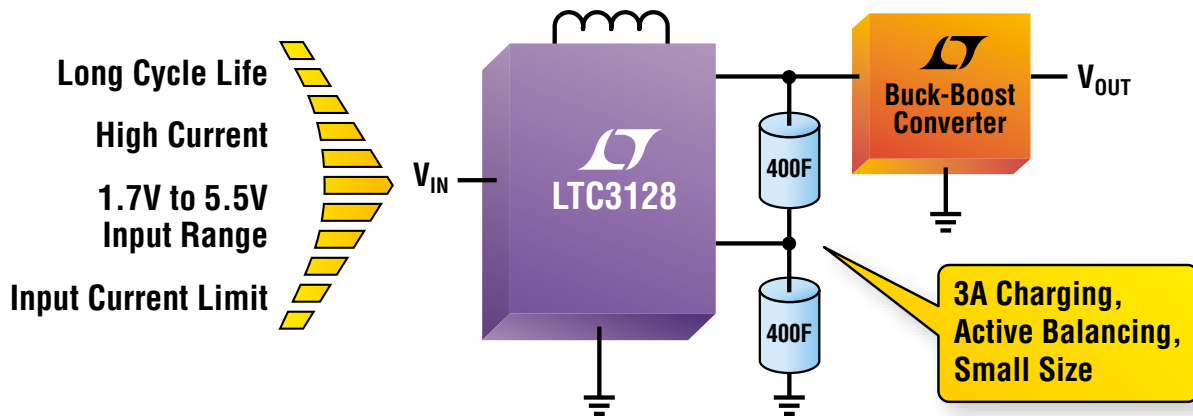 Long Cycle Life
High Current
1.7V to 5.5V
Input Range
Input Current Limit
VIN
LTC3128
400F
400F
Buck-Boost
Converter
VOUT
3A Charging,
Active Balancing,
Small Size